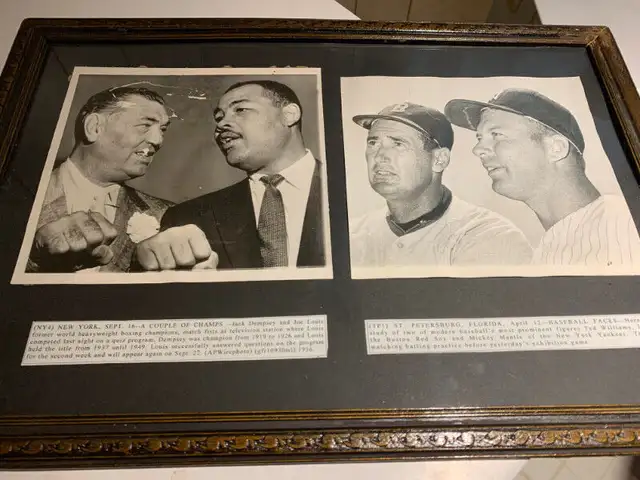 (NY4) NEW YORK, SEPT. 18--A COUPLE OF CHAMPS --Jack Dempsey and Joe Louis
former world heavyweight boxing champions, match fists at television station where Louis
competed last night on a quiz program. Dempsey was champion from 1919 to 1926 and Louis
held the title from 1937 until 1949. Louis successfully answered questions on the program
for the second week and will appear again on Sept. 22. (APWirephoto) 1956.
ST. PETERSBURG, FLORIDA, April 12--BASEBALL FACES--
study of two of modern baseball's most prominent figures Ted Williams,
the Boston Red Sox and Mickey Mantle of the New York Yankees.
watching batting practice before yesterday's exhibition game
B